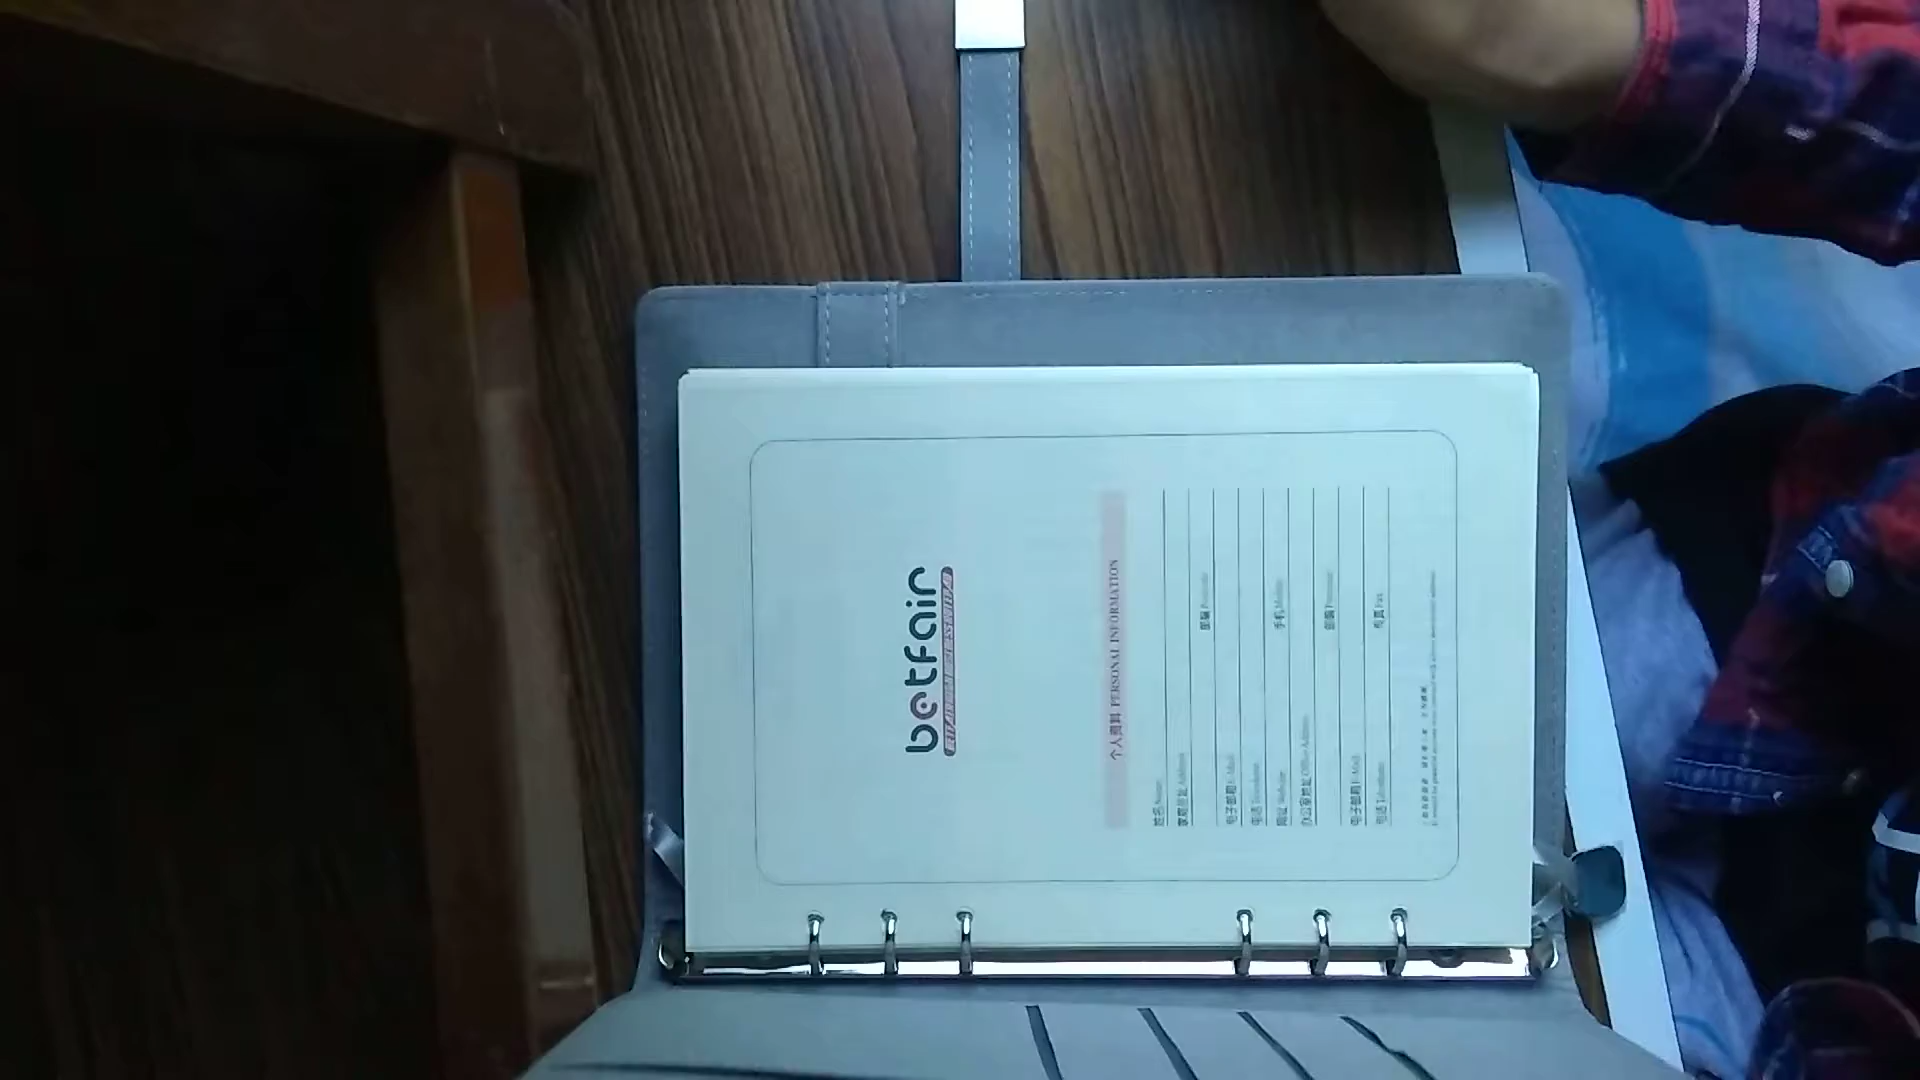 betfair
个人资料 PERSONAL INFORMATION
姓名 Name
家庭地址 Address
邮编 Postcode
电子邮箱 E-Mail
电话 Telephone
网址 Website
手机 Mobile
办公室地址 Office Address
邮编 Postcode
电子邮箱 E-Mail
电话 Telephone
传真 Fax